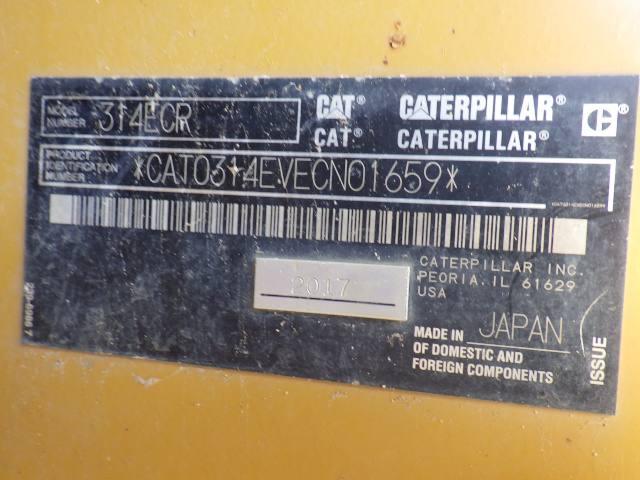 MODEL NUMBER 314ECR
CAT® CATERPILLAR®
CAT® CATERPILLAR®
PRODUCT IDENTIFICATION NUMBER *CAT0314EVECN01659*
CATERPILLAR INC.
PEORIA, IL 61629
USA
2017
MADE IN JAPAN
OF DOMESTIC AND
FOREIGN COMPONENTS
ISSUE